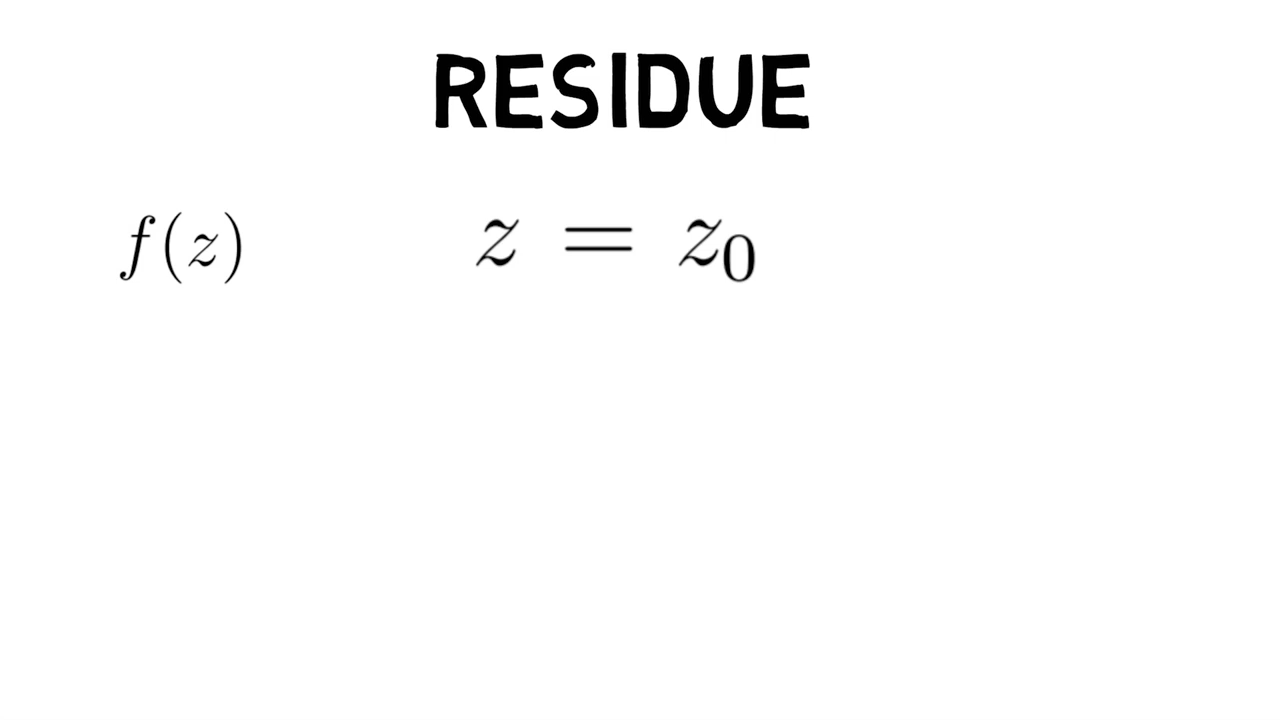 RESIDUE
f(z) z = z₀